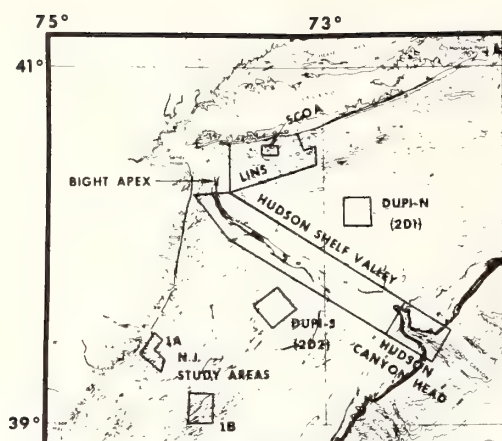 75°
73°
41°
SCOA
LINS
BIGHT APEX
HUDSON SHELF VALLEY
DUPI-N
(2D1)
DUPI-S
(2D2)
1A
N.J.
STUDY AREAS
HUDSON
CANYON HEAD
39°
1B